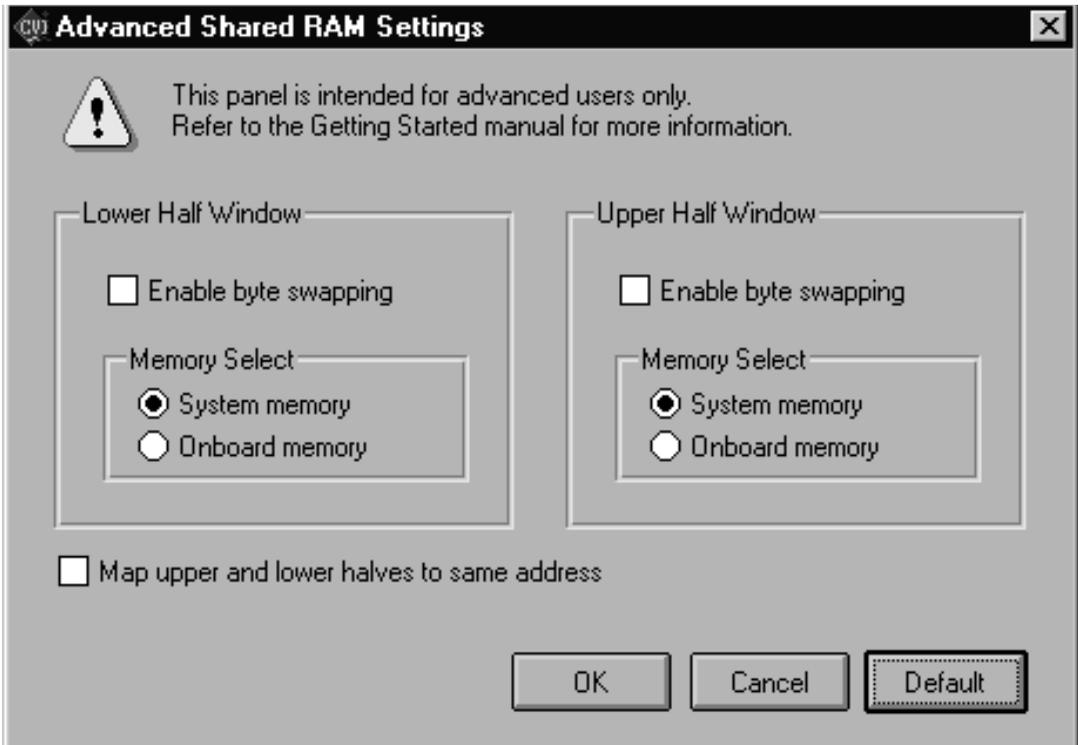 CVI Advanced Shared RAM Settings
This panel is intended for advanced users only.
Refer to the Getting Started manual for more information.
Lower Half Window
Enable byte swapping
Memory Select
System memory
Onboard memory
Upper Half Window
Enable byte swapping
Memory Select
System memory
Onboard memory
Map upper and lower halves to same address
OK
Cancel
Default